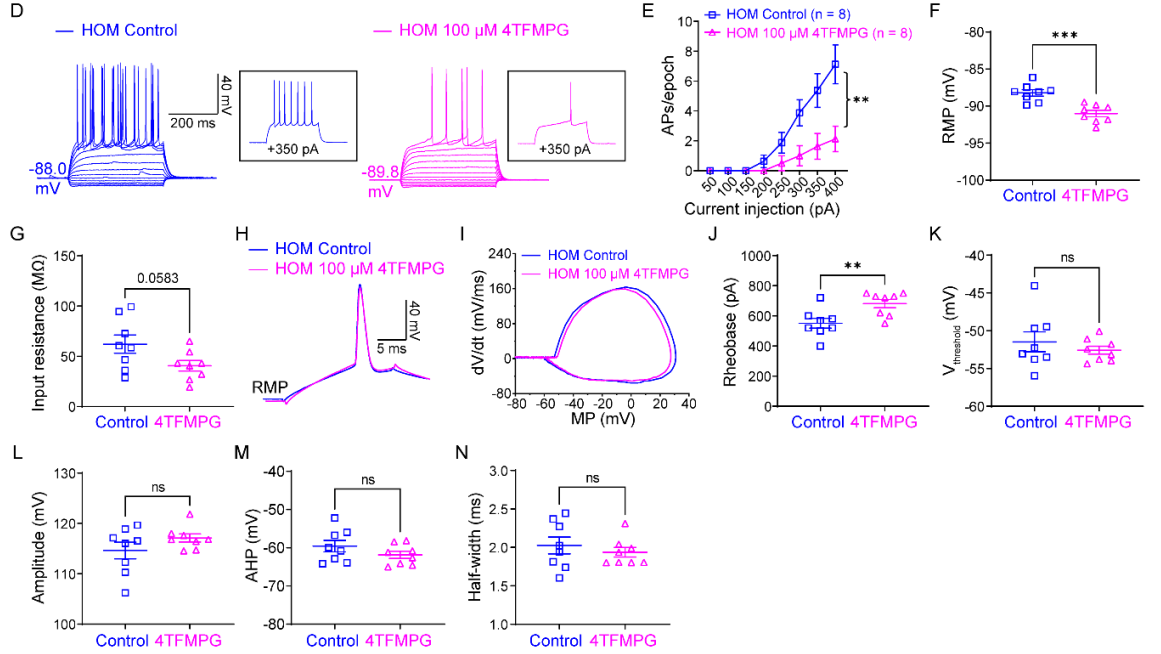 D
HOM Control
HOM 100 µM 4TFMPG
40 mV
200 ms
+350 pA
-88.0
mV
+350 pA
-89.8
mV
E
HOM Control (n = 8)
HOM 100 µM 4TFMPG (n = 8)
APs/epoch
8
6
4
2
0
**
50
100
150
200
250
300
350
400
Current injection (pA)
F
***
RMP (mV)
-80
-85
-90
-95
-100
Control 4TFMPG
G
Input resistance (MΩ)
150
100
50
0
0.0583
Control 4TFMPG
H
HOM Control
HOM 100 µM 4TFMPG
40 mV
5 ms
RMP
I
HOM Control
HOM 100 µM 4TFMPG
dV/dt (mV/ms)
240
160
80
0
-80
-80
-60
-40
-20
0
20
40
MP (mV)
J
Rheobase (pA)
1000
800
600
400
200
0
**
Control 4TFMPG
K
Vthreshold (mV)
-40
-45
-50
-55
-60
ns
Control 4TFMPG
L
Amplitude (mV)
130
120
110
100
ns
Control 4TFMPG
M
AHP (mV)
-40
-50
-60
-70
-80
ns
Control 4TFMPG
N
Half-width (ms)
3.0
2.5
2.0
1.5
1.0
ns
Control 4TFMPG